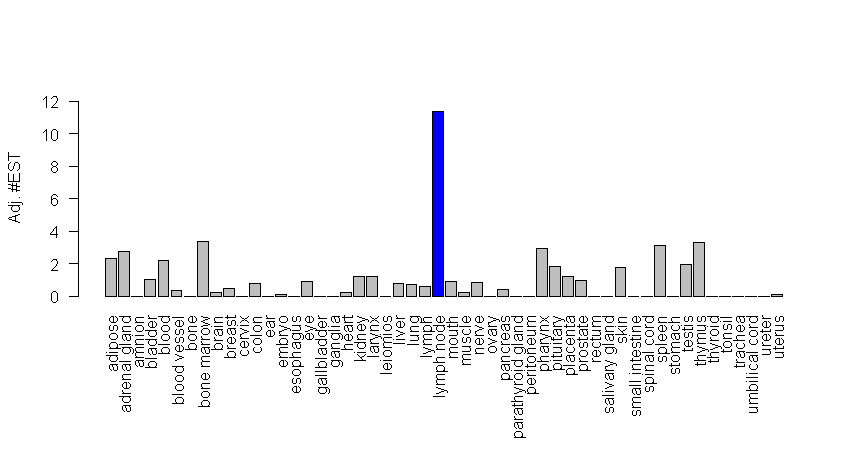 Adj. #EST
12
10
8
6
4
2
0
adipose
adrenal gland
amnion
bladder
blood
blood vessel
bone
bone marrow
brain
breast
cervix
colon
ear
embryo
esophagus
eye
gallbladder
ganglia
heart
kidney
larynx
leiomios
liver
lung
lymph
lymph node
mouth
muscle
nerve
ovary
pancreas
parathyroid gland
peritoneum
pharynx
pituitary
placenta
prostate
rectum
salivary gland
skin
small intestine
spinal cord
spleen
stomach
testis
thymus
thyroid
tonsil
trachea
umbilical cord
ureter
uterus